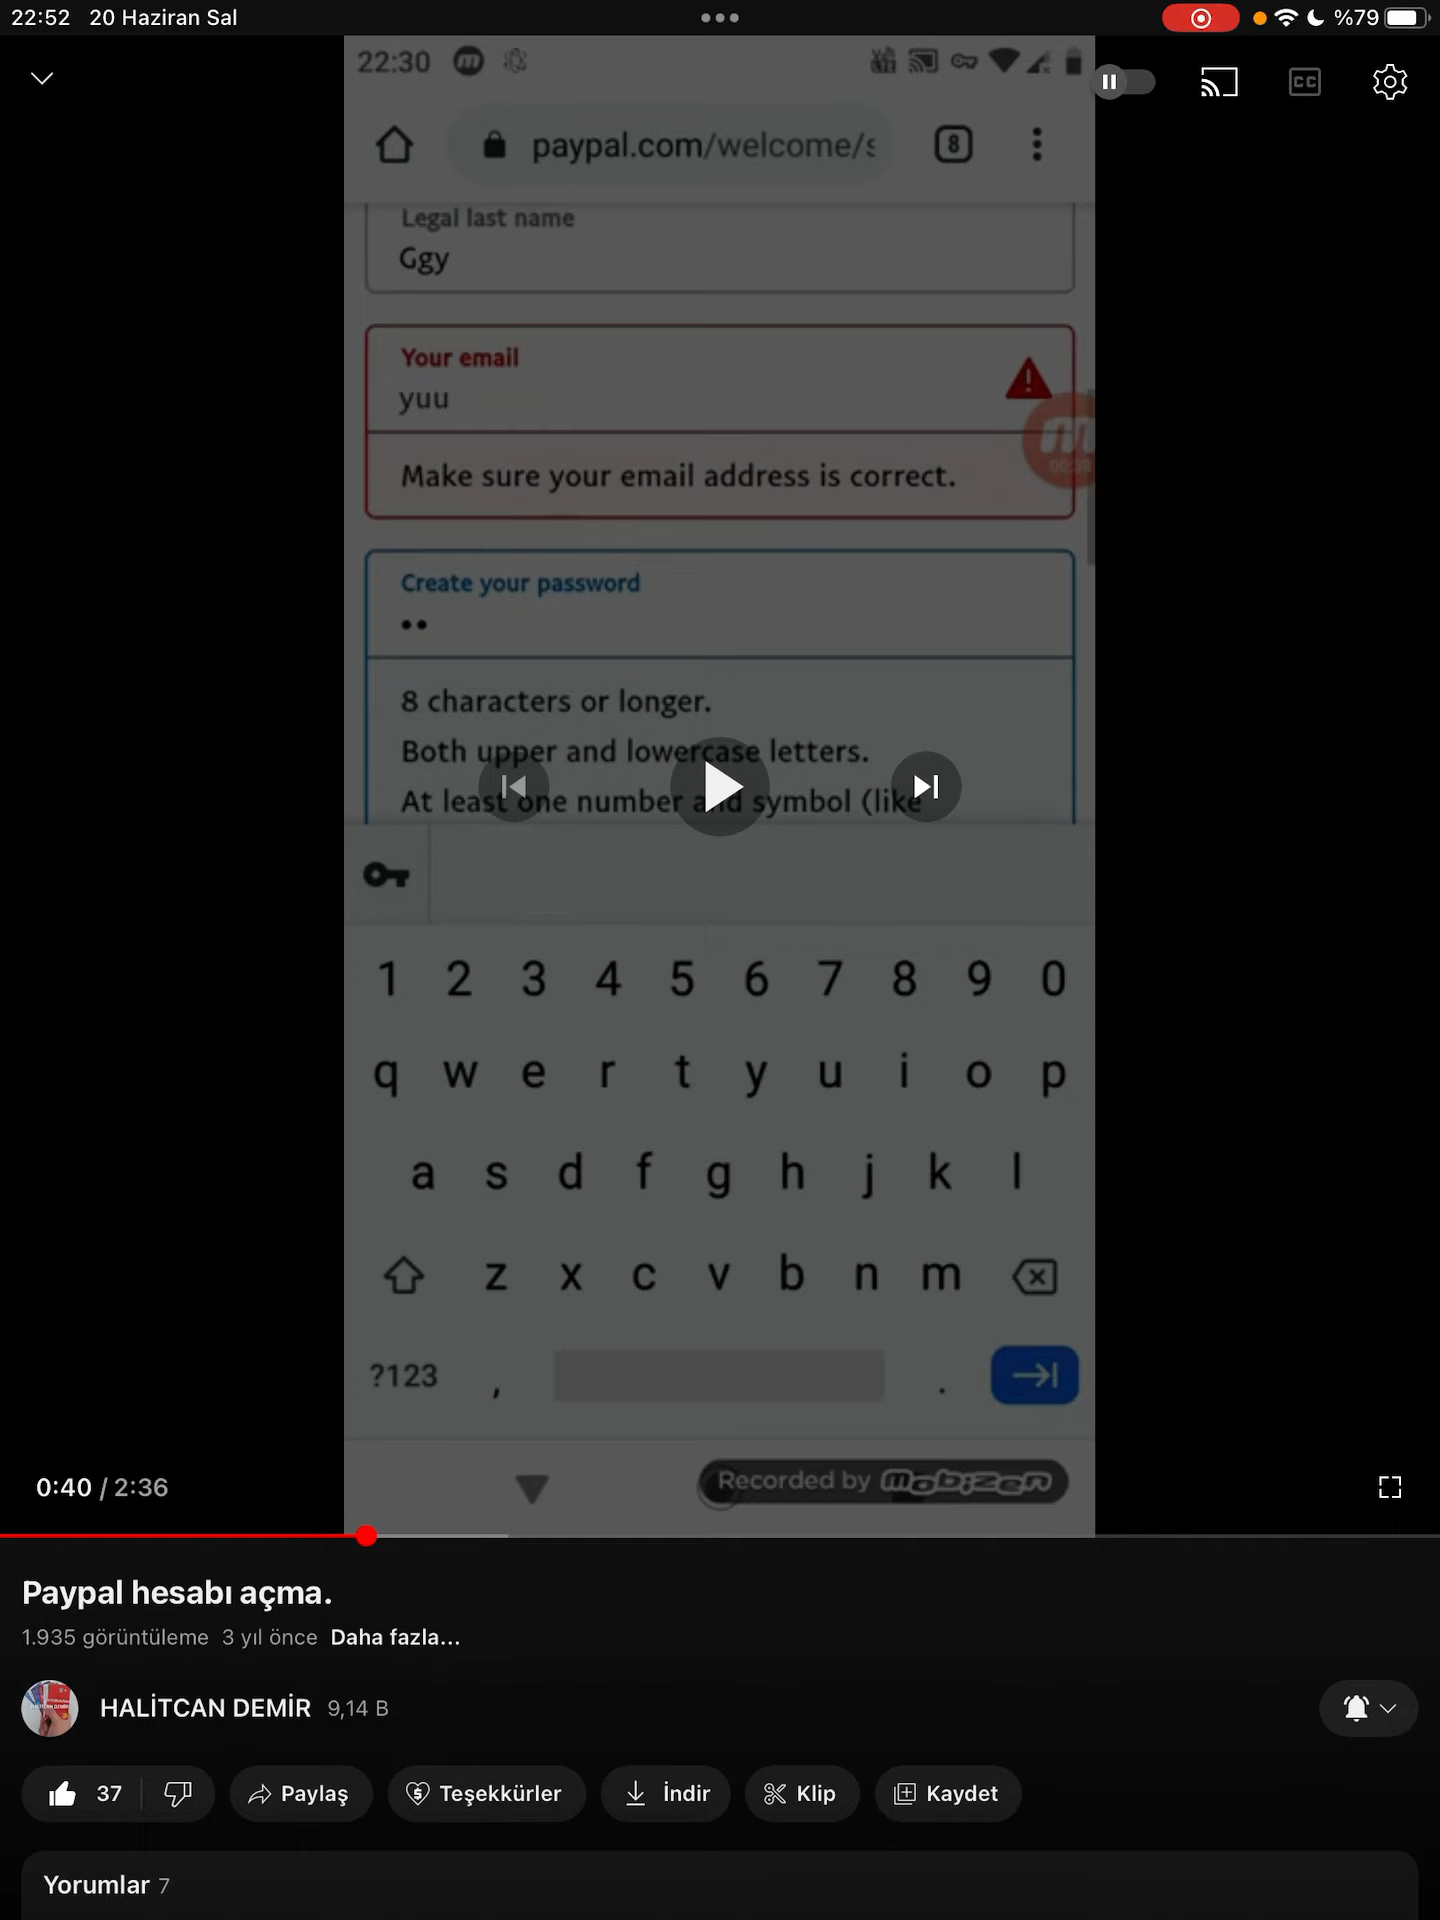 22:52 20 Haziran Sal
%79
22:30
paypal.com/welcome/s
8
CC
Legal last name
Ggy
Your email
yuu
Make sure your email address is correct.
00:38
Create your password
••
8 characters or longer.
Both upper and lowercase letters.
At least one number and symbol (like
1 2 3 4 5 6 7 8 9 0
q w e r t y u i o p
a s d f g h j k l
z x c v b n m
?123 , .
Recorded by mobizen
0:40 / 2:36
Paypal hesabı açma.
1.935 görüntüleme 3 yıl önce Daha fazla...
HALİTCAN DEMİR 9,14 B
37 Paylaş Teşekkürler İndir Klip Kaydet
Yorumlar 7